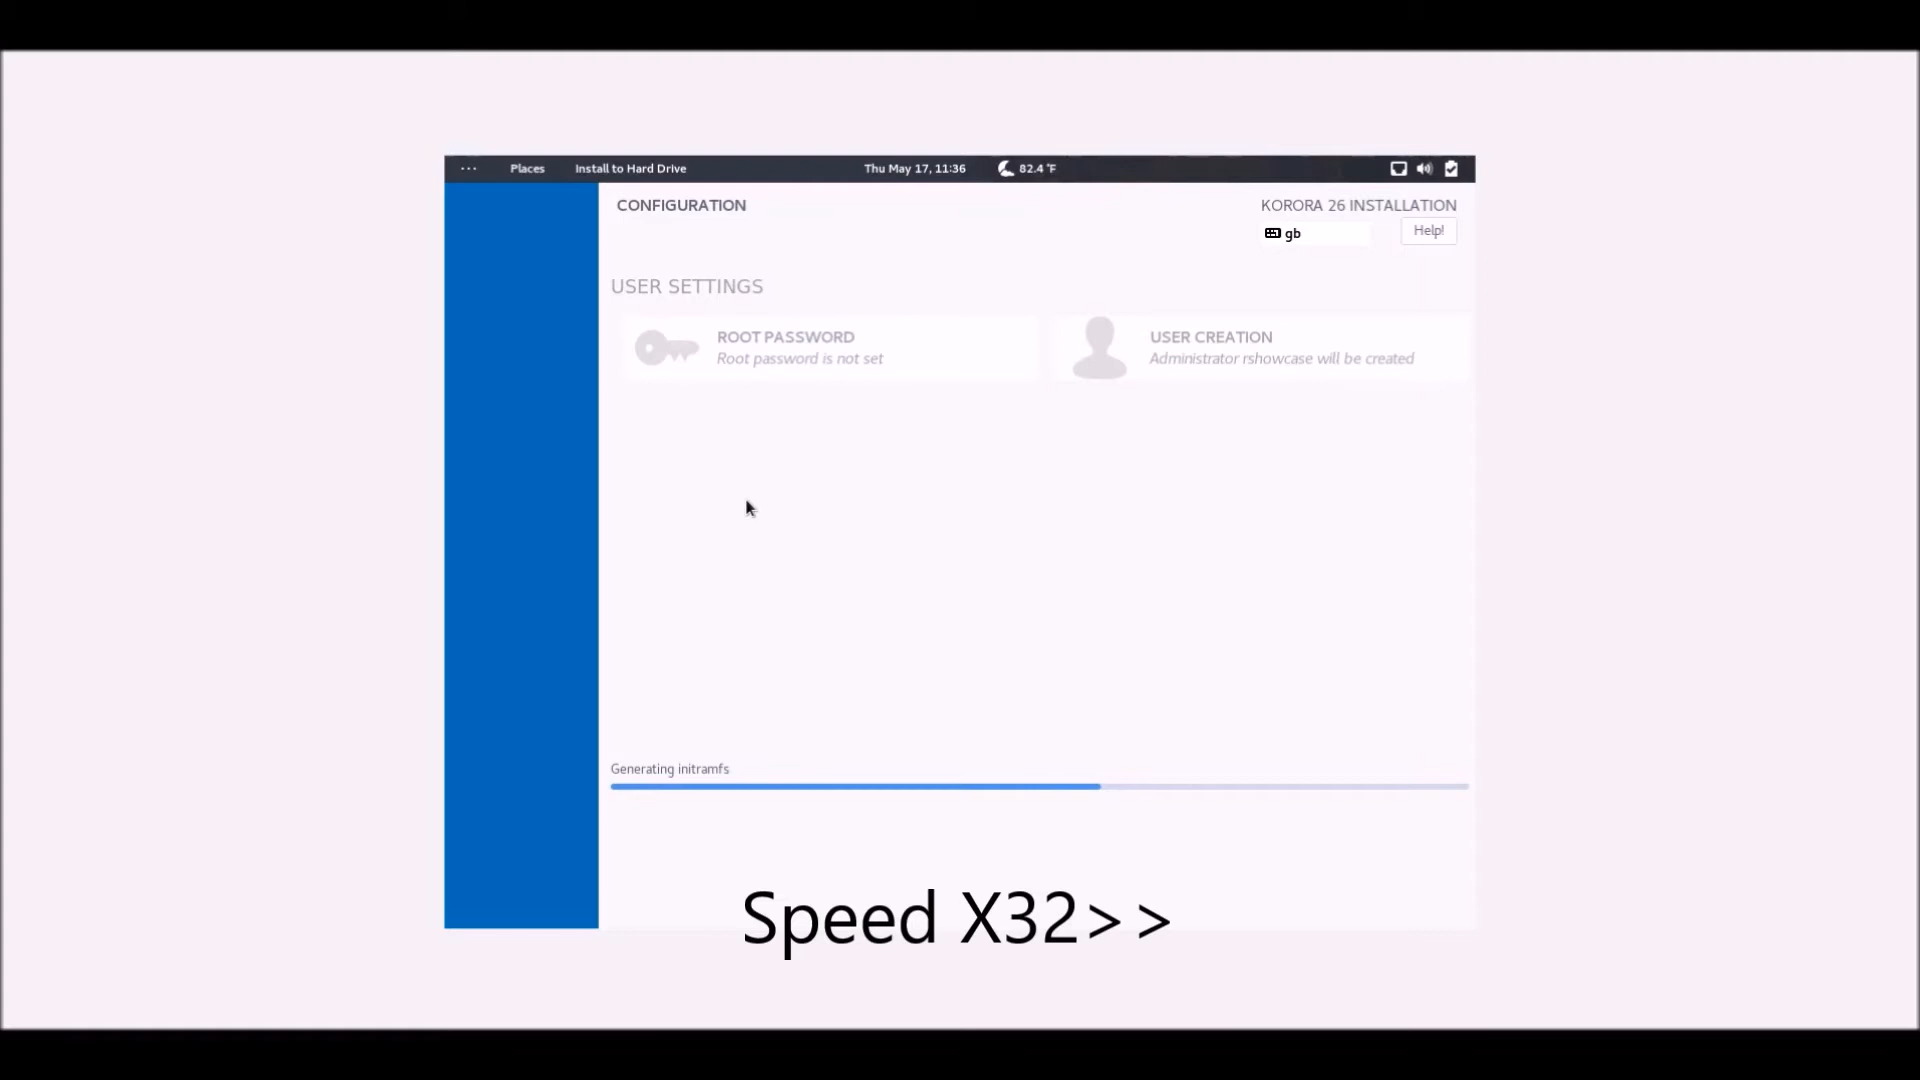 ... Places Install to Hard Drive Thu May 17, 11:36 82.4 °F
CONFIGURATION
KORORA 26 INSTALLATION
gb
Help!
USER SETTINGS
ROOT PASSWORD
Root password is not set
USER CREATION
Administrator rshowcase will be created
Generating initramfs
Speed X32>>